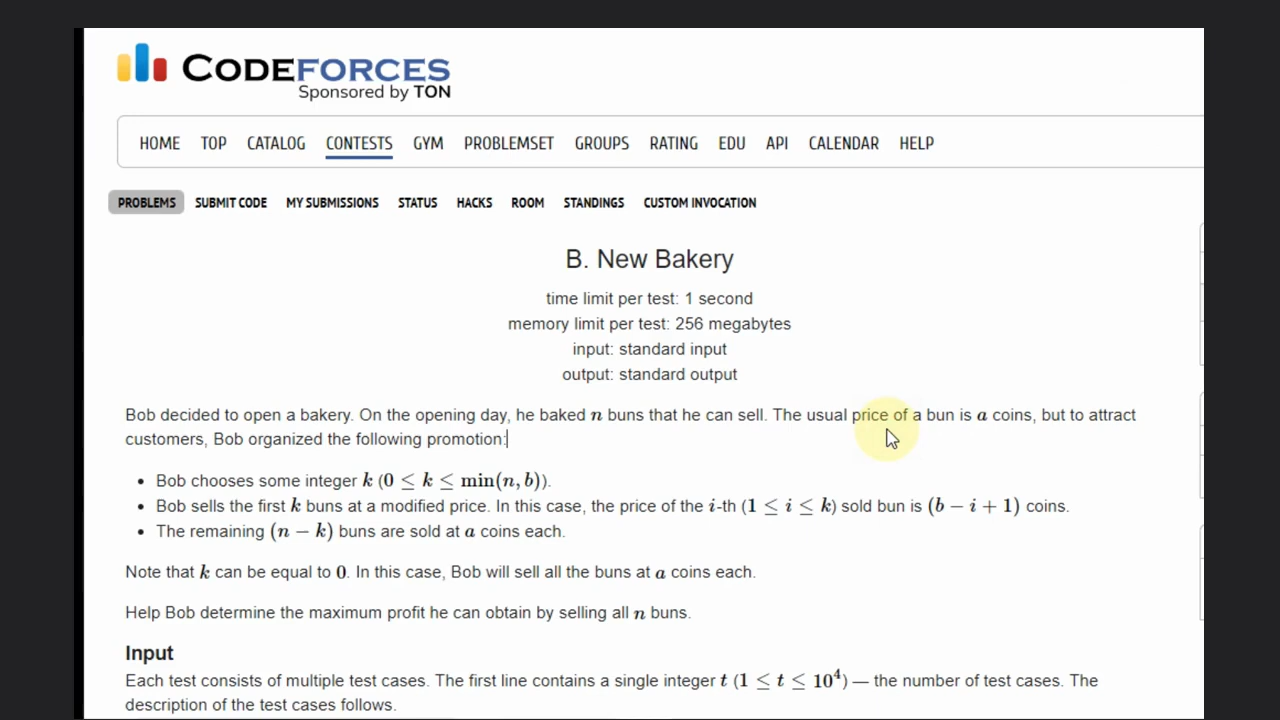 CODEFORCES
Sponsored by TON
HOME TOP CATALOG CONTESTS GYM PROBLEMSET GROUPS RATING EDU API CALENDAR HELP
PROBLEMS SUBMIT CODE MY SUBMISSIONS STATUS HACKS ROOM STANDINGS CUSTOM INVOCATION
B. New Bakery
time limit per test: 1 second
memory limit per test: 256 megabytes
input: standard input
output: standard output
Bob decided to open a bakery. On the opening day, he baked n buns that he can sell. The usual price of a bun is a coins, but to attract
customers, Bob organized the following promotion:
• Bob chooses some integer k (0 ≤ k ≤ min(n, b)).
• Bob sells the first k buns at a modified price. In this case, the price of the i-th (1 ≤ i ≤ k) sold bun is (b − i + 1) coins.
• The remaining (n − k) buns are sold at a coins each.
Note that k can be equal to 0. In this case, Bob will sell all the buns at a coins each.
Help Bob determine the maximum profit he can obtain by selling all n buns.
Input
Each test consists of multiple test cases. The first line contains a single integer t (1 ≤ t ≤ 10⁴) — the number of test cases. The
description of the test cases follows.